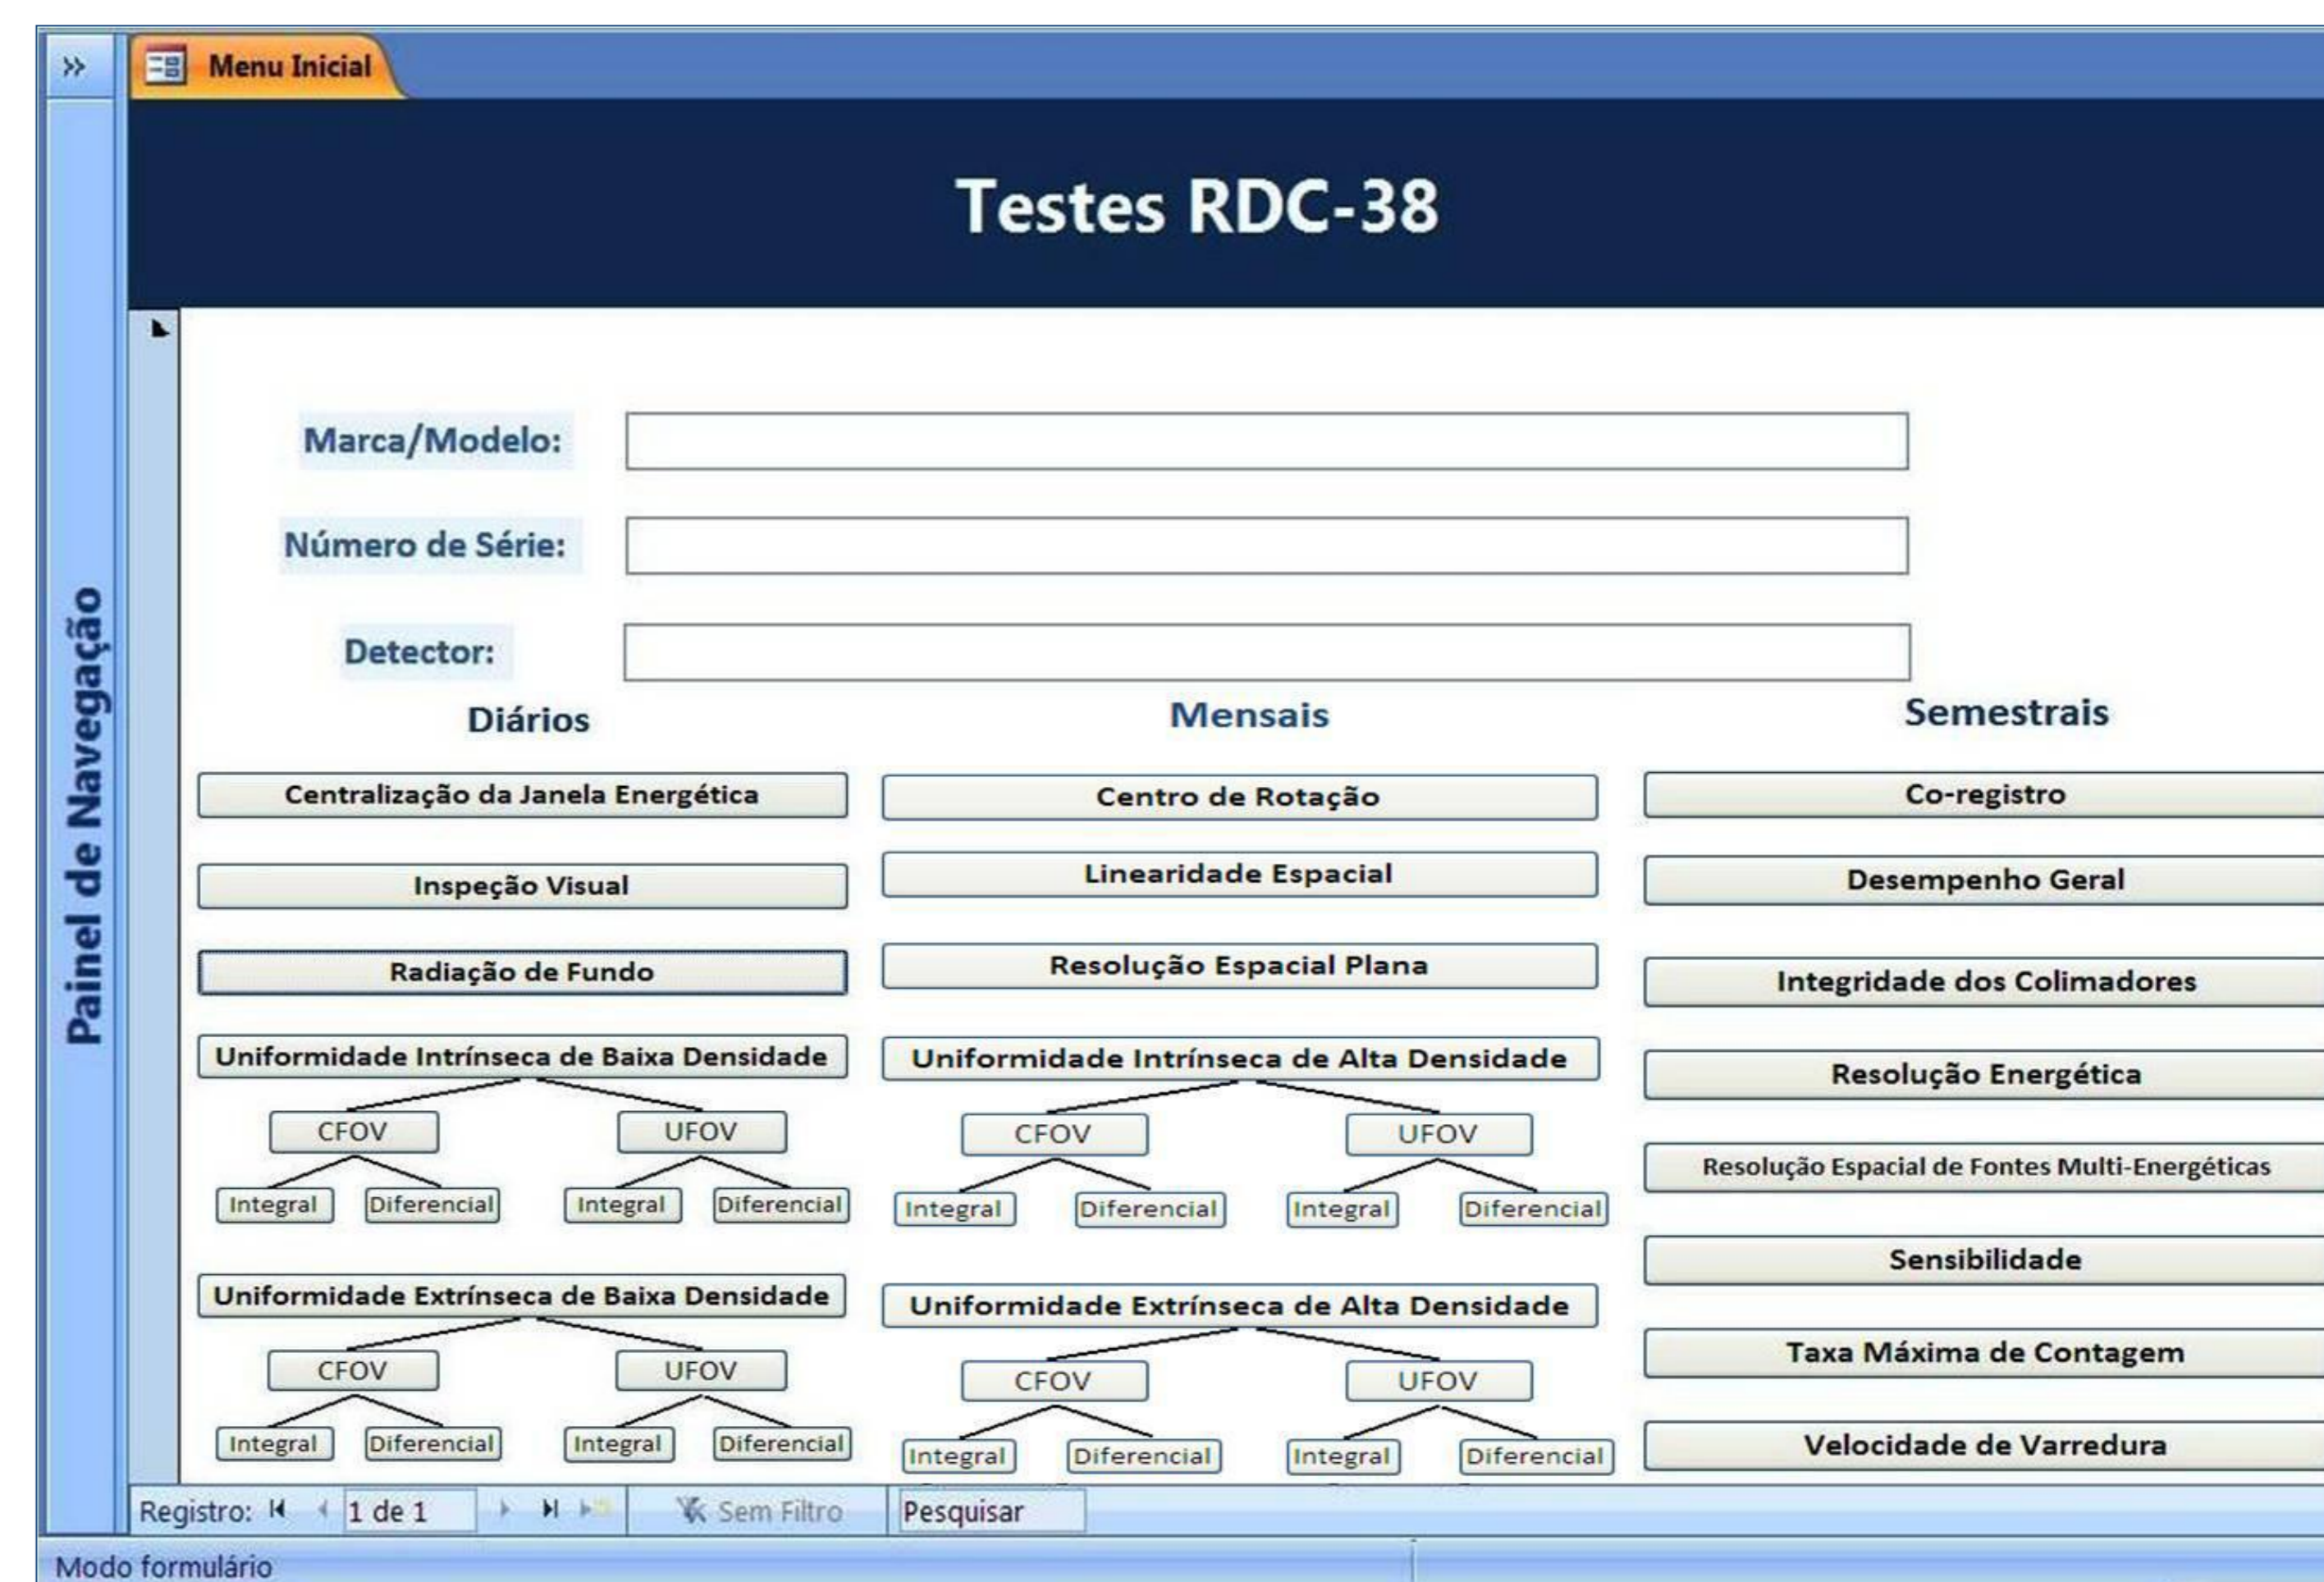 »
Menu Inicial
Testes RDC-38
Painel de Navegação
Marca/Modelo:
Número de Série:
Detector:
Diários
Centralização da Janela Energética
Inspeção Visual
Radiação de Fundo
Uniformidade Intrínseca de Baixa Densidade
CFOV UFOV
Integral Diferencial Integral Diferencial
Uniformidade Extrínseca de Baixa Densidade
CFOV UFOV
Integral Diferencial Integral Diferencial
Mensais
Centro de Rotação
Linearidade Espacial
Resolução Espacial Plana
Uniformidade Intrínseca de Alta Densidade
CFOV UFOV
Integral Diferencial Integral Diferencial
Uniformidade Extrínseca de Alta Densidade
CFOV UFOV
Integral Diferencial Integral Diferencial
Semestrais
Co-registro
Desempenho Geral
Integridade dos Colimadores
Resolução Energética
Resolução Espacial de Fontes Multi-Energéticas
Sensibilidade
Taxa Máxima de Contagem
Velocidade de Varredura
Registro: 1 de 1 Sem Filtro Pesquisar
Modo formulário